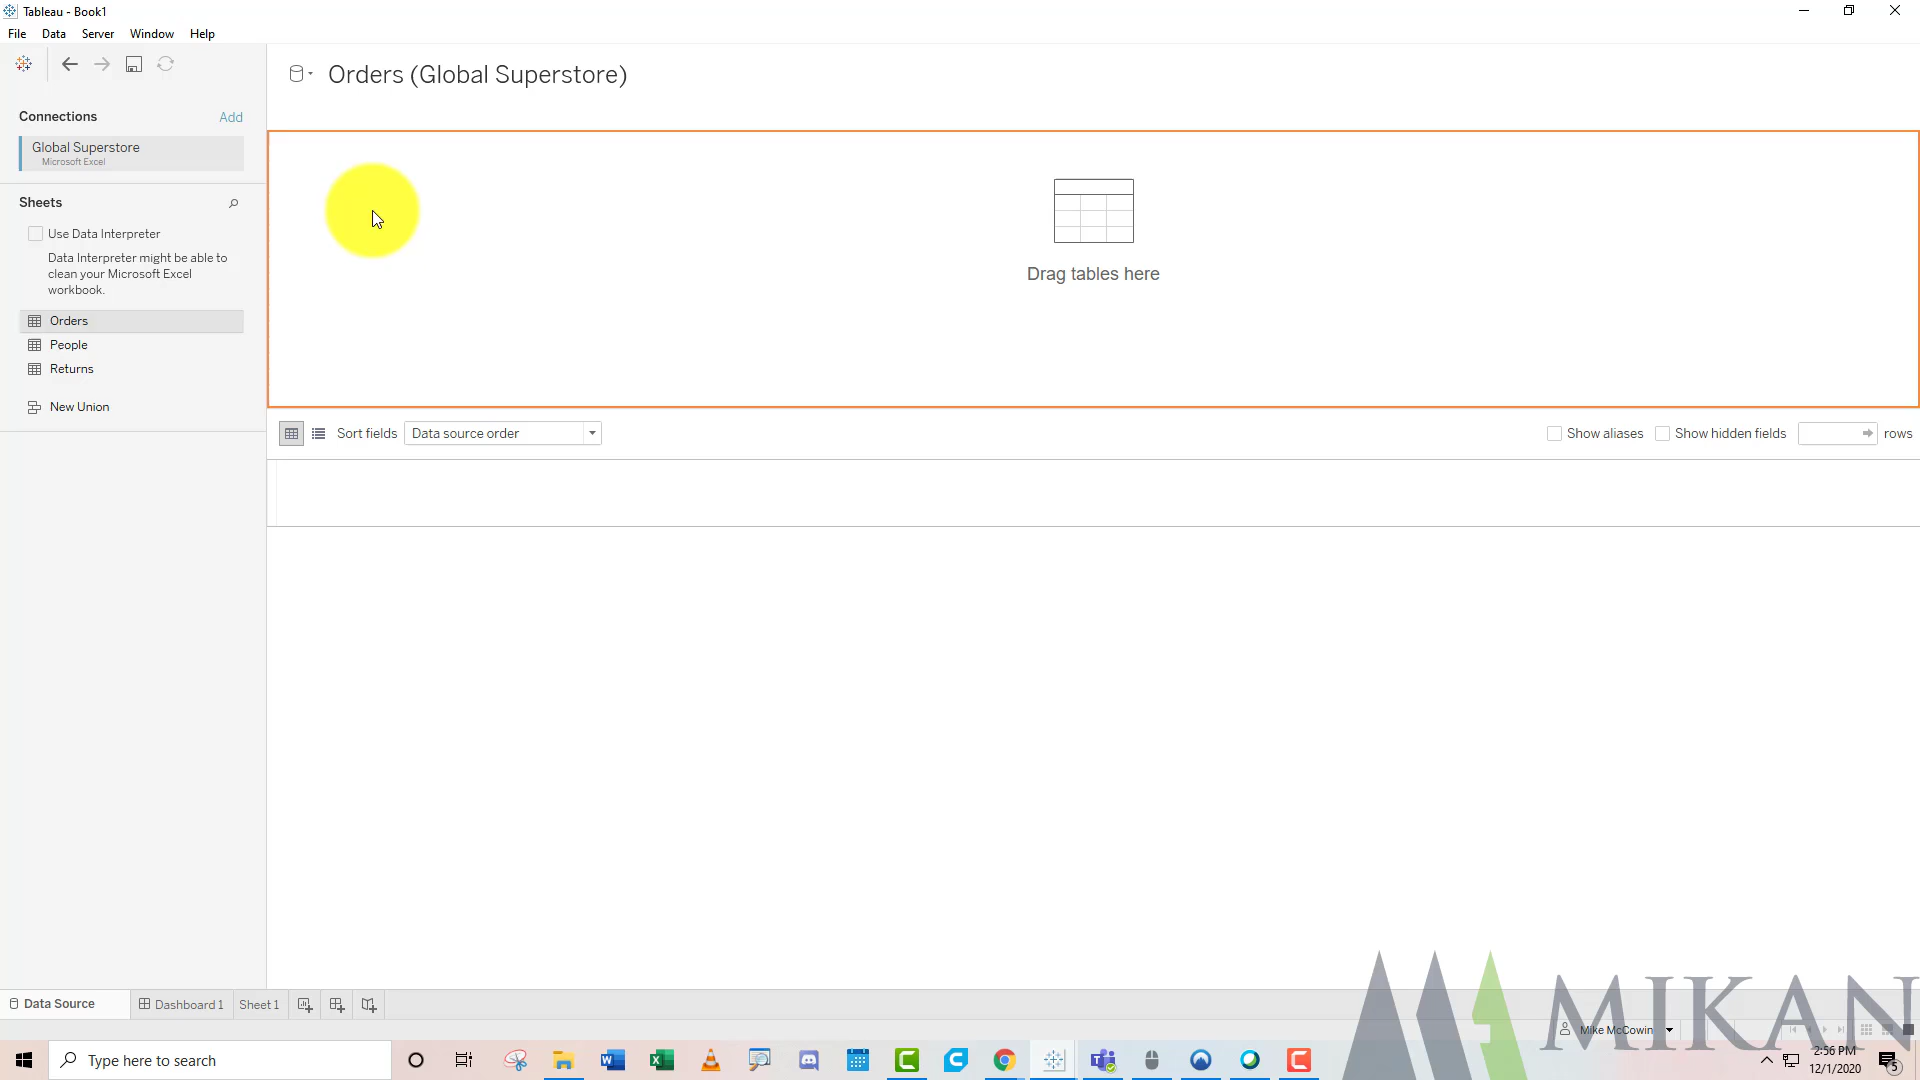 Tableau - Book1
File Data Server Window Help
Orders (Global Superstore)
Connections Add
Global Superstore
Microsoft Excel
Sheets
Use Data Interpreter
Data Interpreter might be able to
clean your Microsoft Excel
workbook.
Orders
People
Returns
New Union
Drag tables here
Sort fields Data source order Show aliases Show hidden fields rows
Data Source Dashboard 1 Sheet 1
MIKAN
Mike McCowin
Type here to search
2:56 PM
12/1/2020
5